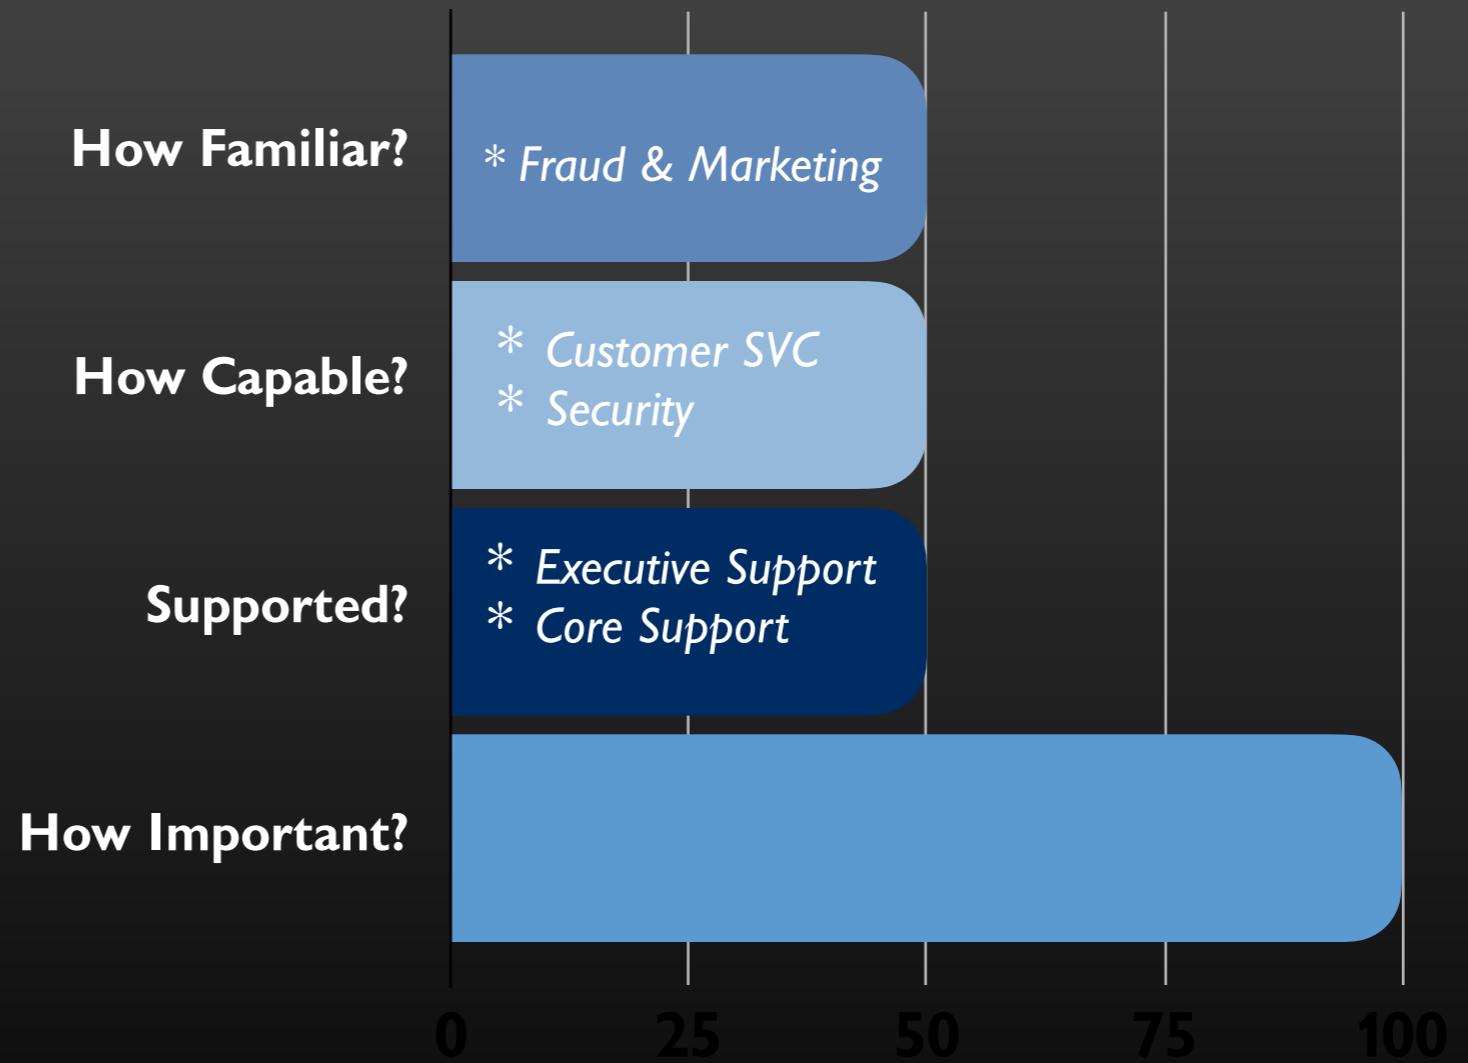 How Familiar?
* Fraud & Marketing
How Capable?
* Customer SVC
* Security
Supported?
* Executive Support
* Core Support
How Important?
0 25 50 75 100